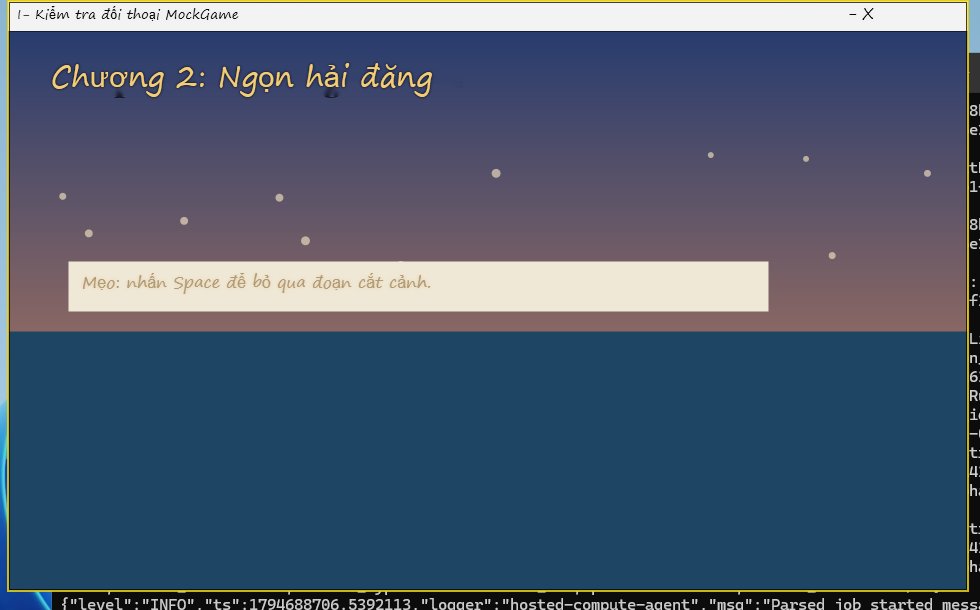 I- Kiểm tra đối thoại MockGame
- X
Chương 2: Ngọn hải đăng
Mẹo: nhấn Space để bỏ qua đoạn cắt cảnh.
{"level":"INFO","ts":1794688706.5392113,"logger":"hosted-compute-agent","msg":"Parsed job started mes